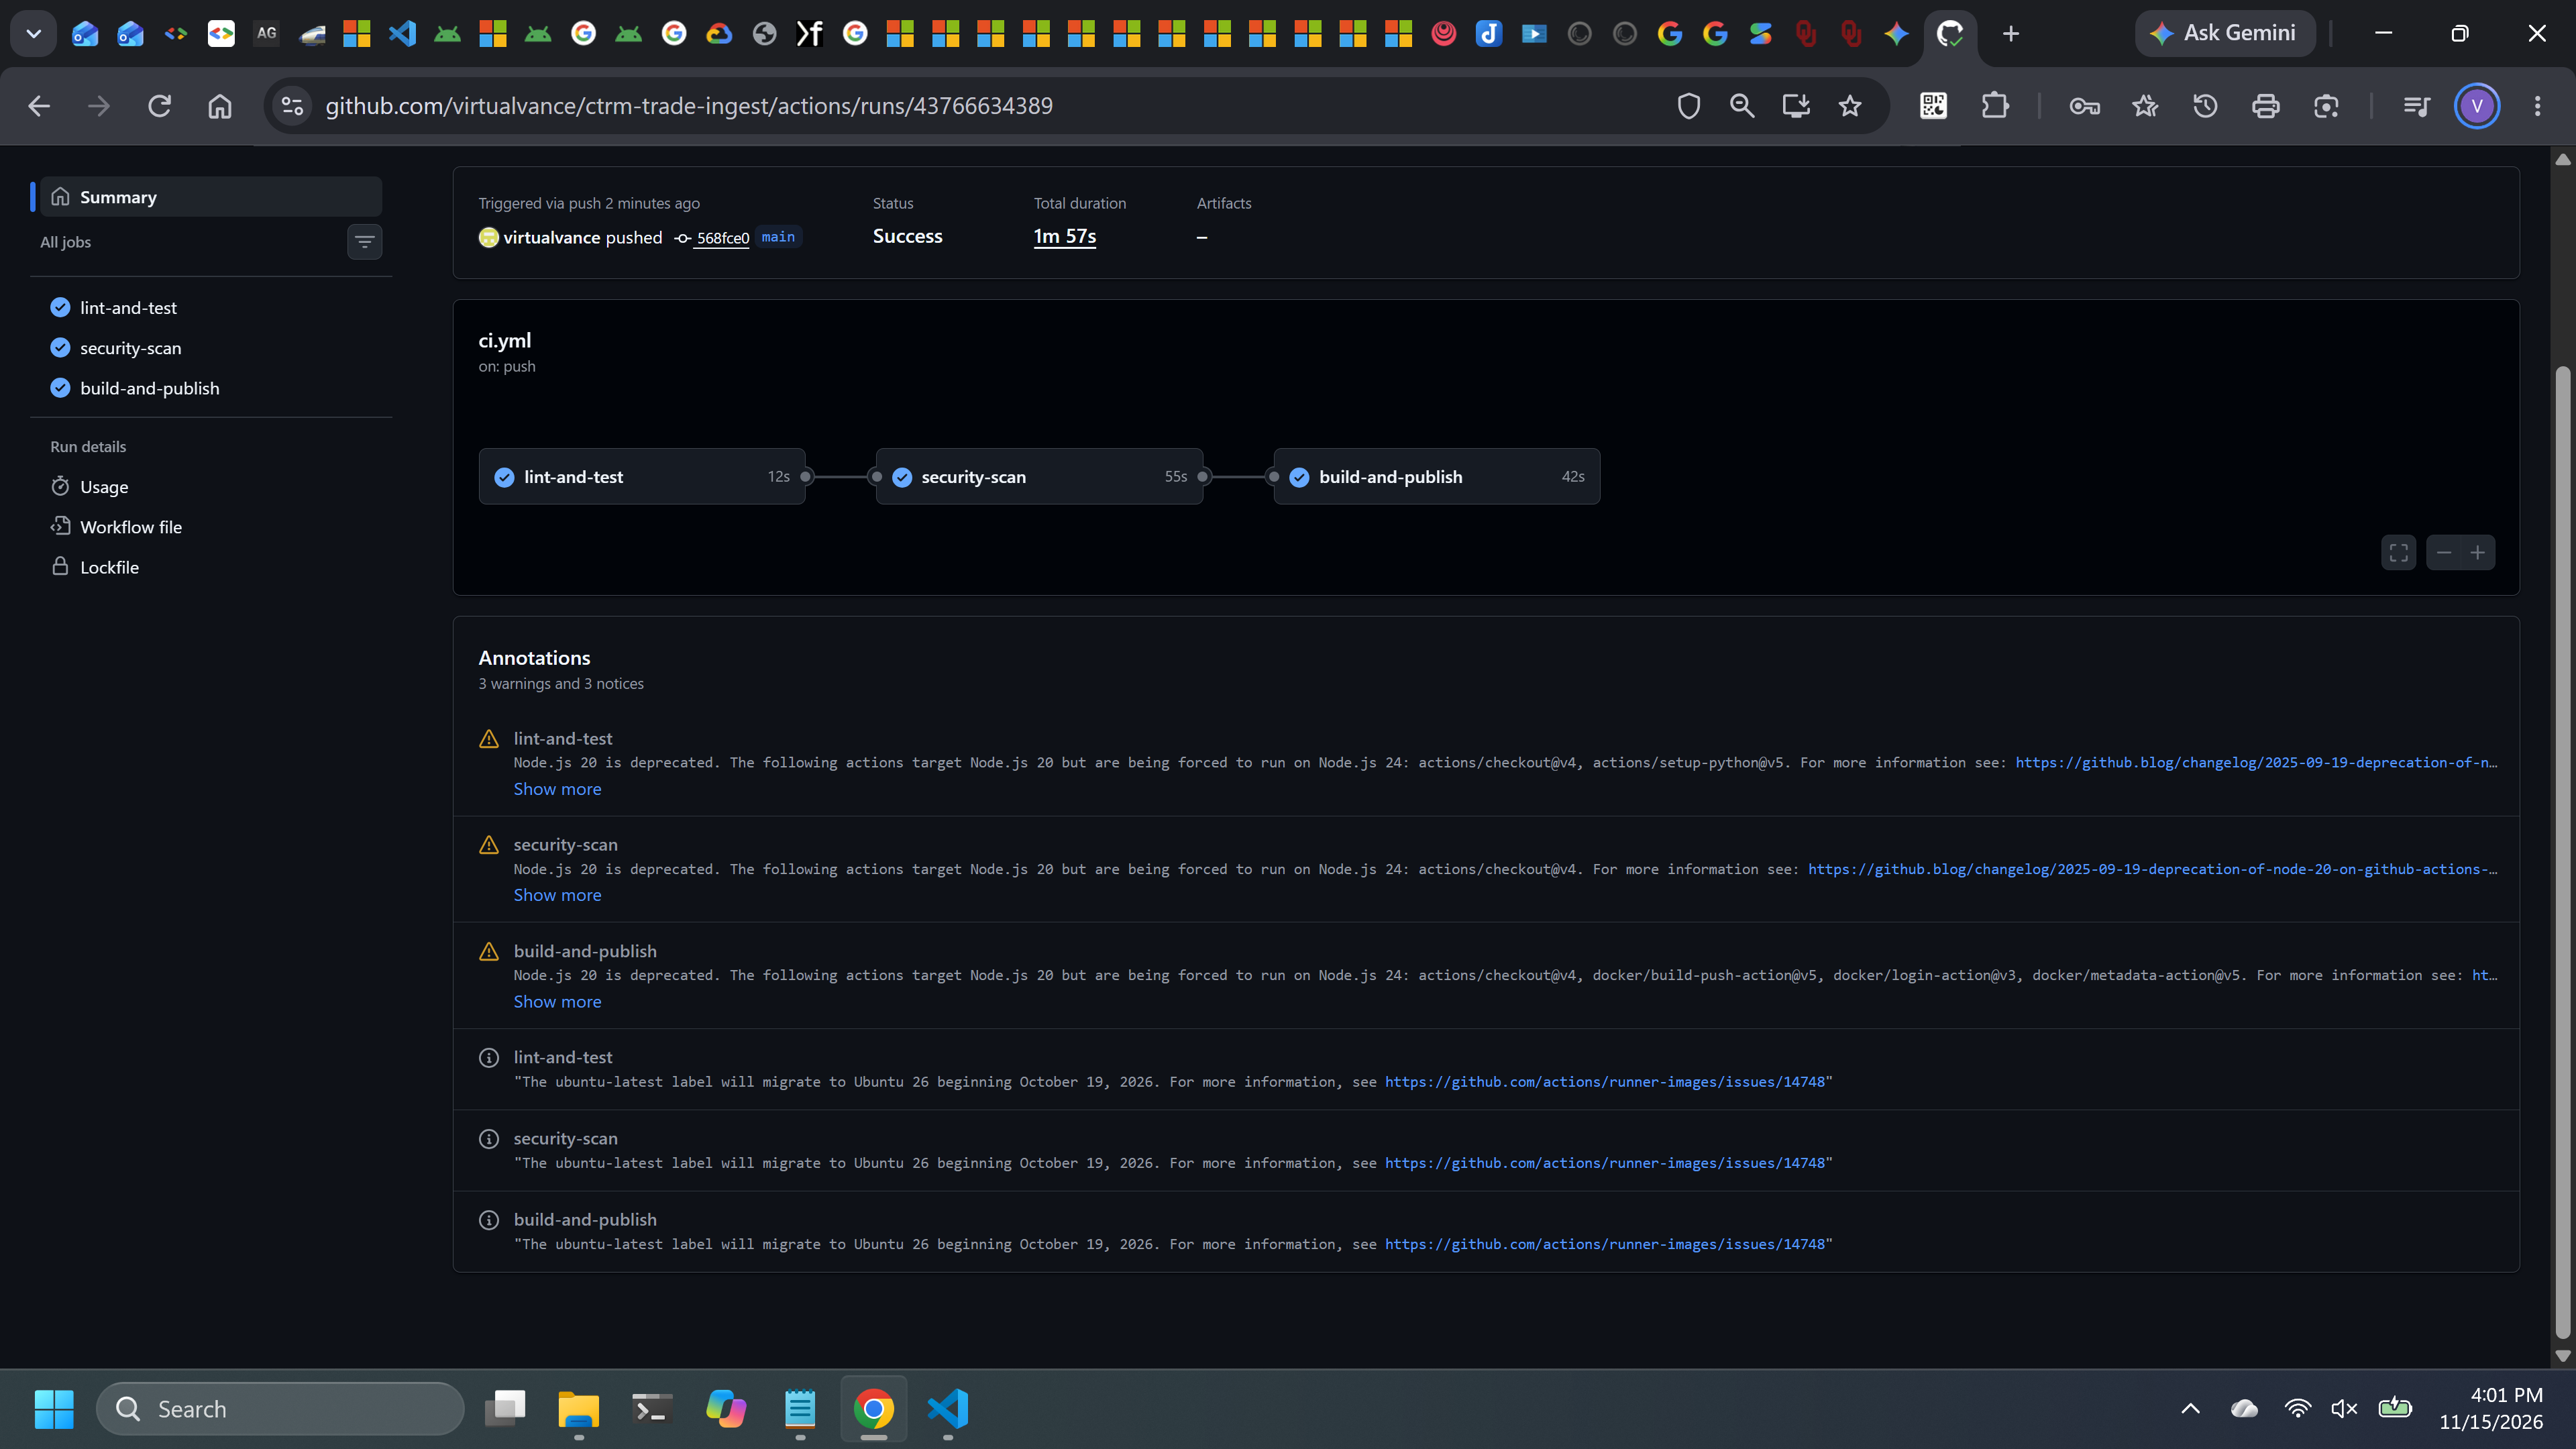 AG
Ask Gemini
github.com/virtualvance/ctrm-trade-ingest/actions/runs/43766634389
V
Summary
All jobs
lint-and-test
security-scan
build-and-publish
Run details
Usage
Workflow file
Lockfile
Triggered via push 2 minutes ago
virtualvance pushed 568fce0 main
Status
Success
Total duration
1m 57s
Artifacts
–
ci.yml
on: push
lint-and-test 12s
security-scan 55s
build-and-publish 42s
Annotations
3 warnings and 3 notices
lint-and-test
Node.js 20 is deprecated. The following actions target Node.js 20 but are being forced to run on Node.js 24: actions/checkout@v4, actions/setup-python@v5. For more information see: https://github.blog/changelog/2025-09-19-deprecation-of-n…
Show more
security-scan
Node.js 20 is deprecated. The following actions target Node.js 20 but are being forced to run on Node.js 24: actions/checkout@v4. For more information see: https://github.blog/changelog/2025-09-19-deprecation-of-node-20-on-github-actions-…
Show more
build-and-publish
Node.js 20 is deprecated. The following actions target Node.js 20 but are being forced to run on Node.js 24: actions/checkout@v4, docker/build-push-action@v5, docker/login-action@v3, docker/metadata-action@v5. For more information see: ht…
Show more
lint-and-test
"The ubuntu-latest label will migrate to Ubuntu 26 beginning October 19, 2026. For more information, see https://github.com/actions/runner-images/issues/14748"
security-scan
"The ubuntu-latest label will migrate to Ubuntu 26 beginning October 19, 2026. For more information, see https://github.com/actions/runner-images/issues/14748"
build-and-publish
"The ubuntu-latest label will migrate to Ubuntu 26 beginning October 19, 2026. For more information, see https://github.com/actions/runner-images/issues/14748"
Search
4:01 PM
11/15/2026